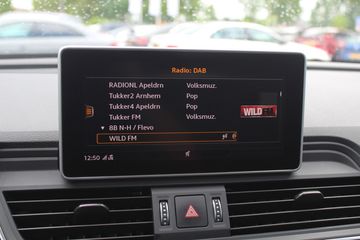 Radio: DAB
RADIONL Apeldrn Volksmuz.
Tukker2 Arnhem Pop
Tukker4 Apeldrn Pop
Tukker FM Volksmuz.
8B N-H / Flevo
WILD FM
WILD FM
12:50